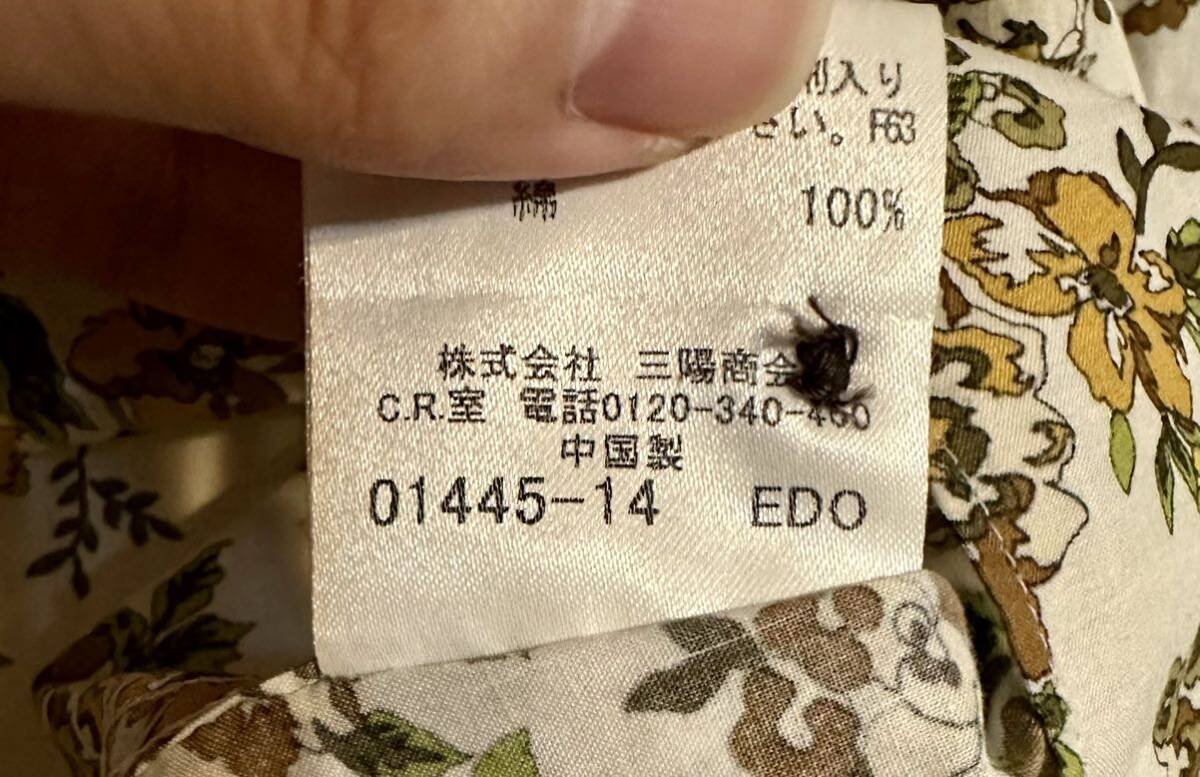 剤入り
さい。F63
綿 100%
株式会社 三陽商会
C.R.室 電話0120-340-460
中国製
01445-14 EDO